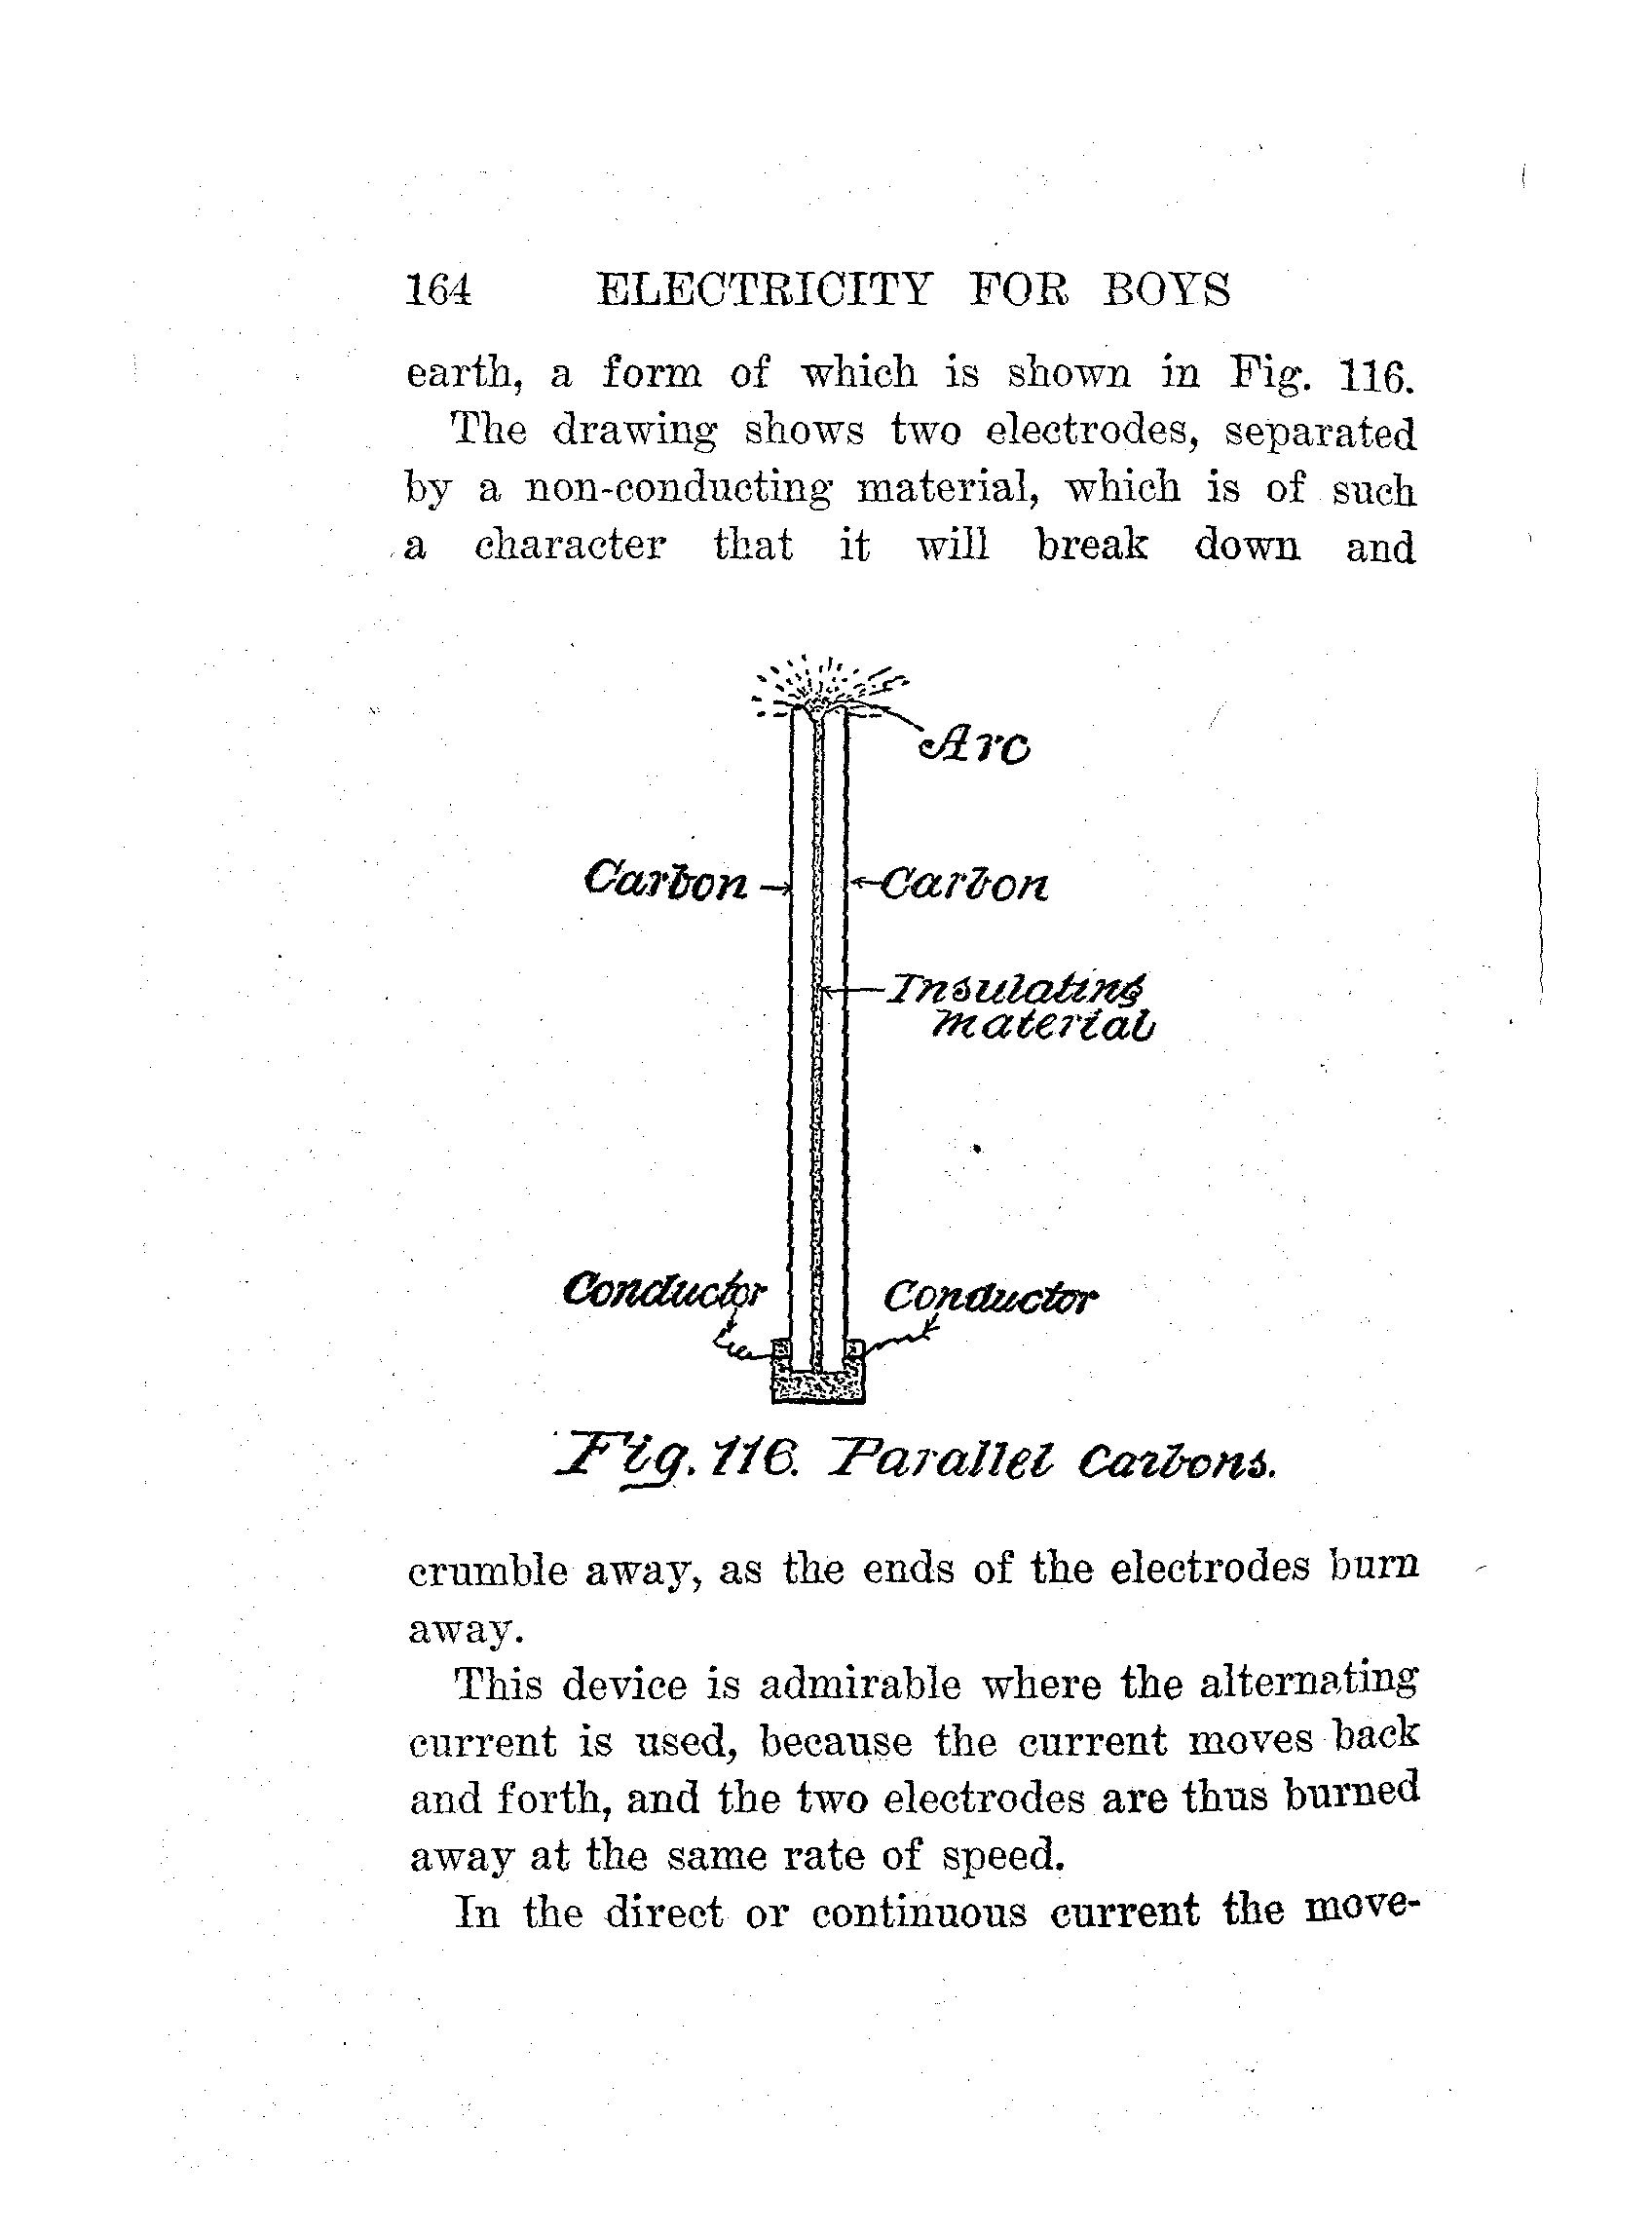 164 ELECTRICITY FOR BOYS
earth, a form of which is shown in Fig. 116.
The drawing shows two electrodes, separated
by a non-conducting material, which is of such
a character that it will break down and
Arc
Carbon
Carbon
Insulating
material
Conductor
Conductor
Fig. 116. Parallel Carbons.
crumble away, as the ends of the electrodes burn
away.
This device is admirable where the alternating
current is used, because the current moves back
and forth, and the two electrodes are thus burned
away at the same rate of speed.
In the direct or continuous current the move-